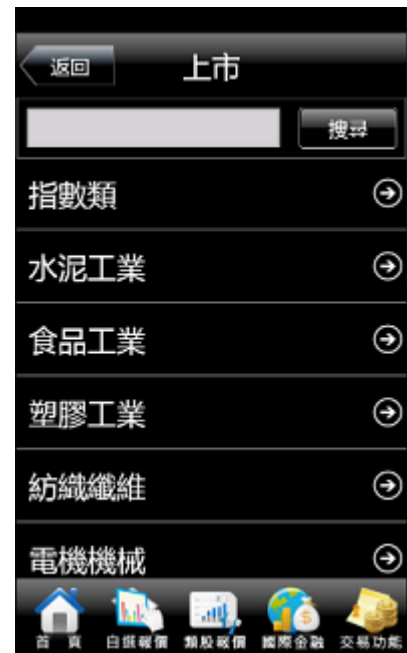 返回
上市
搜尋
指數類
水泥工業
食品工業
塑膠工業
紡織纖維
電機機械
首頁 自選報價 類股報價 國際金融 交易功能